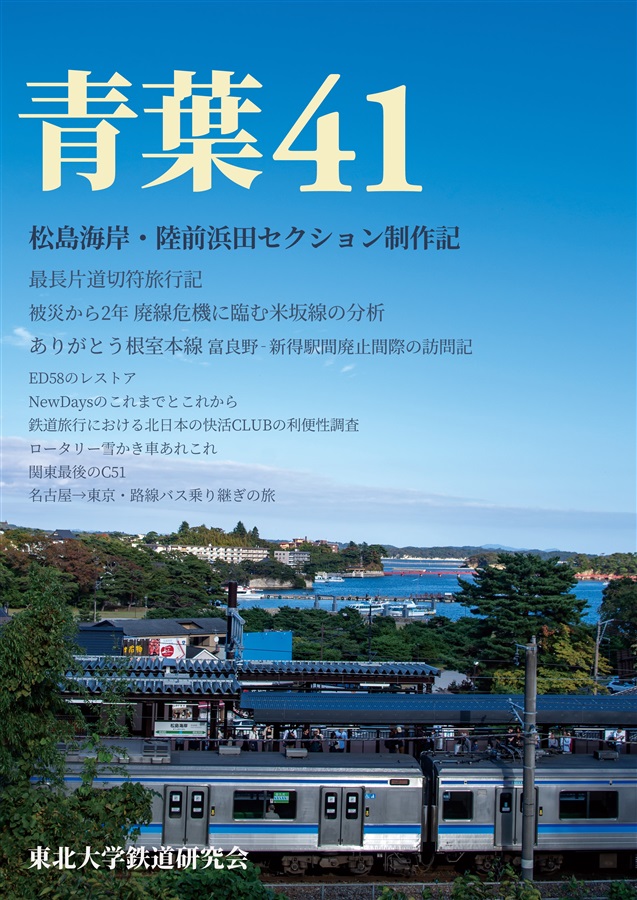 青葉41
松島海岸・陸前浜田セクション制作記
最長片道切符旅行記
被災から2年 廃線危機に臨む米坂線の分析
ありがとう根室本線 富良野-新得駅間廃止間際の訪問記
ED58のレストア
NewDaysのこれまでとこれから
鉄道旅行における北日本の快活CLUBの利便性調査
ロータリー雪かき車あれこれ
関東最後のC51
名古屋→東京・路線バス乗り継ぎの旅
松島海岸
東北大学鉄道研究会